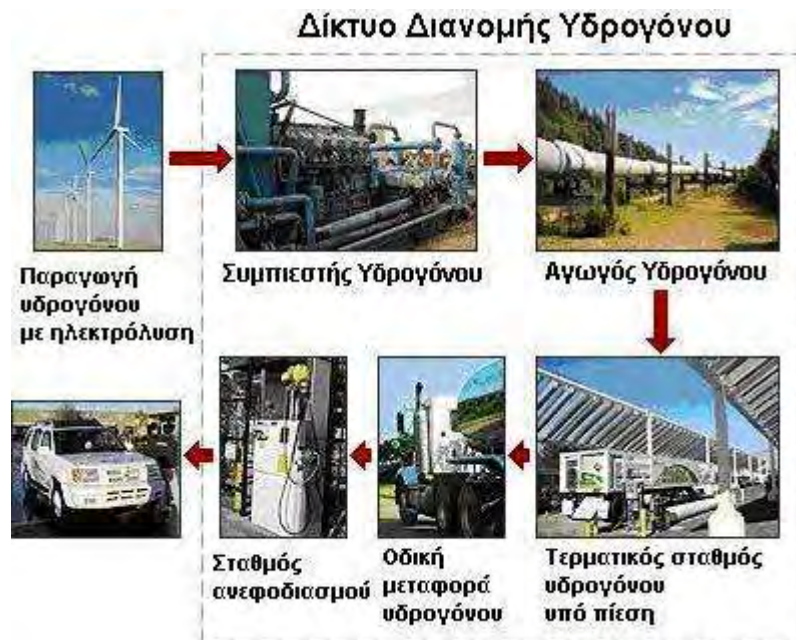 Δίκτυο Διανομής Υδρογόνου
Παραγωγή
υδρογόνου
με ηλεκτρόλυση
Συμπιεστής Υδρογόνου
Αγωγός Υδρογόνου
Τερματικός σταθμός
υδρογόνου
υπό πίεση
Οδική
μεταφορά
υδρογόνου
Σταθμός
ανεφοδιασμού